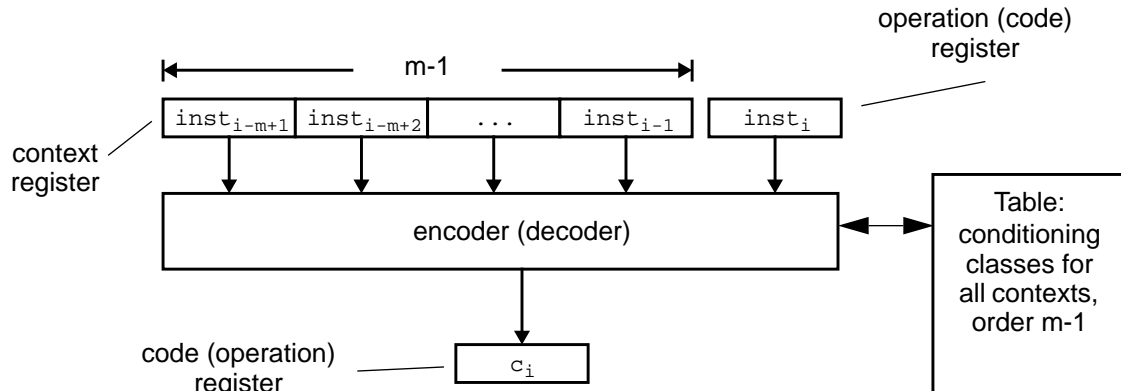 operation (code)
register
m-1
inst_{i-m+1} inst_{i-m+2} ... inst_{i-1} inst_i
context
register
encoder (decoder)
Table:
conditioning
classes for
all contexts,
order m-1
code (operation)
register
c_i